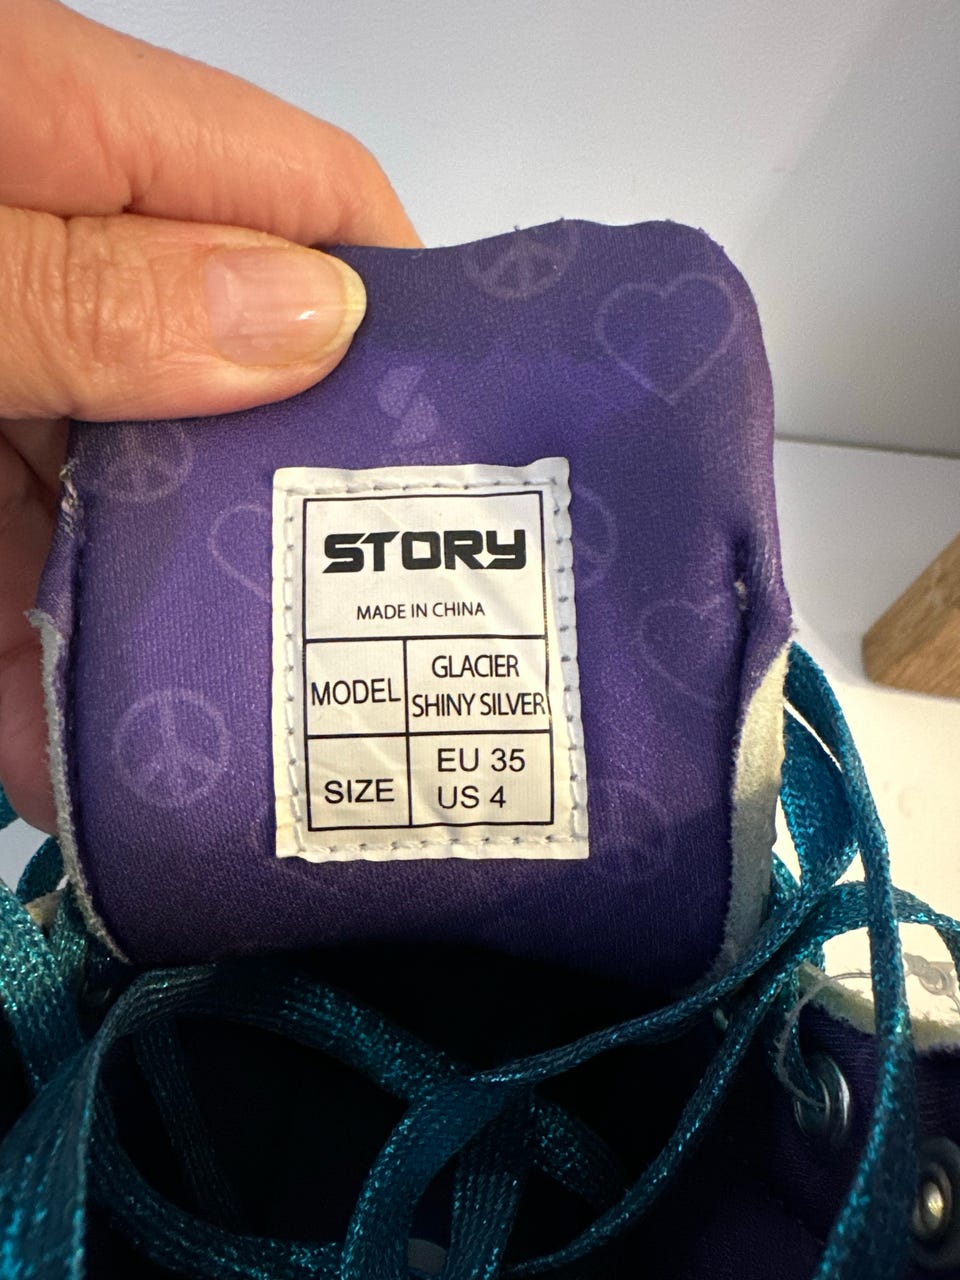 STORY
MADE IN CHINA
MODEL
GLACIER
SHINY SILVER
SIZE
EU 35
US 4